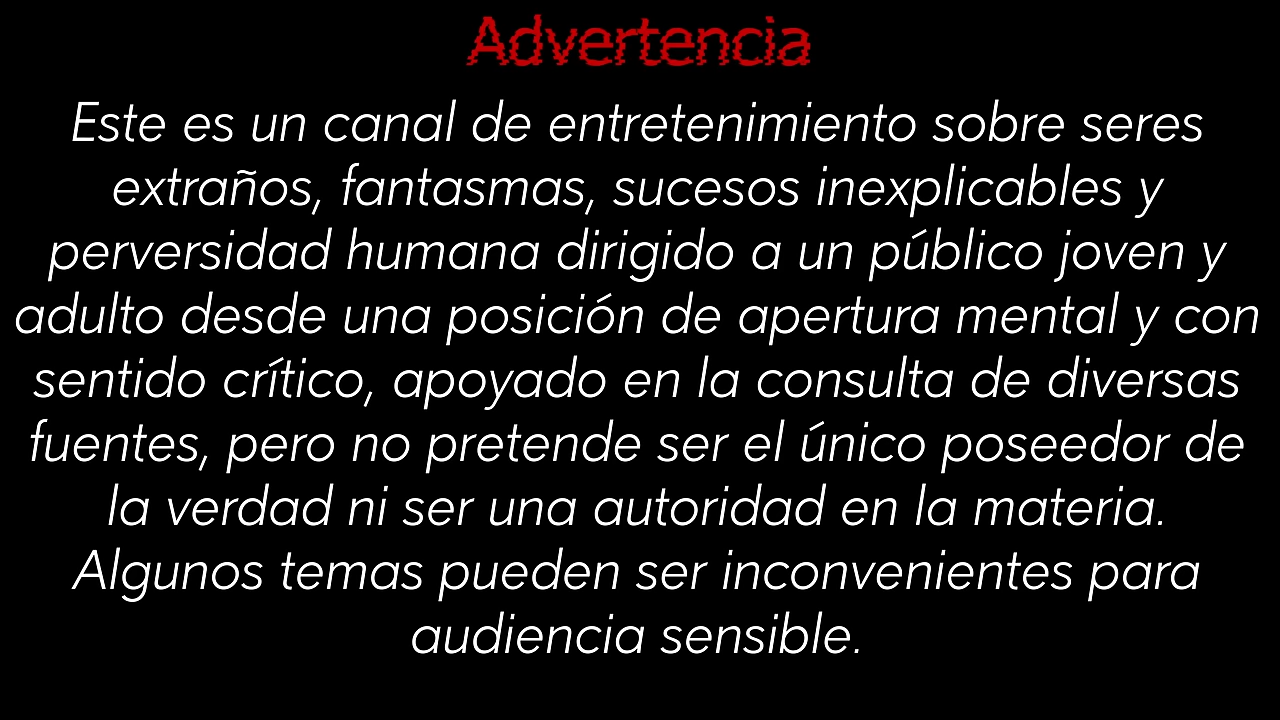 Advertencia
Este es un canal de entretenimiento sobre seres
extraños, fantasmas, sucesos inexplicables y
perversidad humana dirigido a un público joven y
adulto desde una posición de apertura mental y con
sentido crítico, apoyado en la consulta de diversas
fuentes, pero no pretende ser el único poseedor de
la verdad ni ser una autoridad en la materia.
Algunos temas pueden ser inconvenientes para
audiencia sensible.